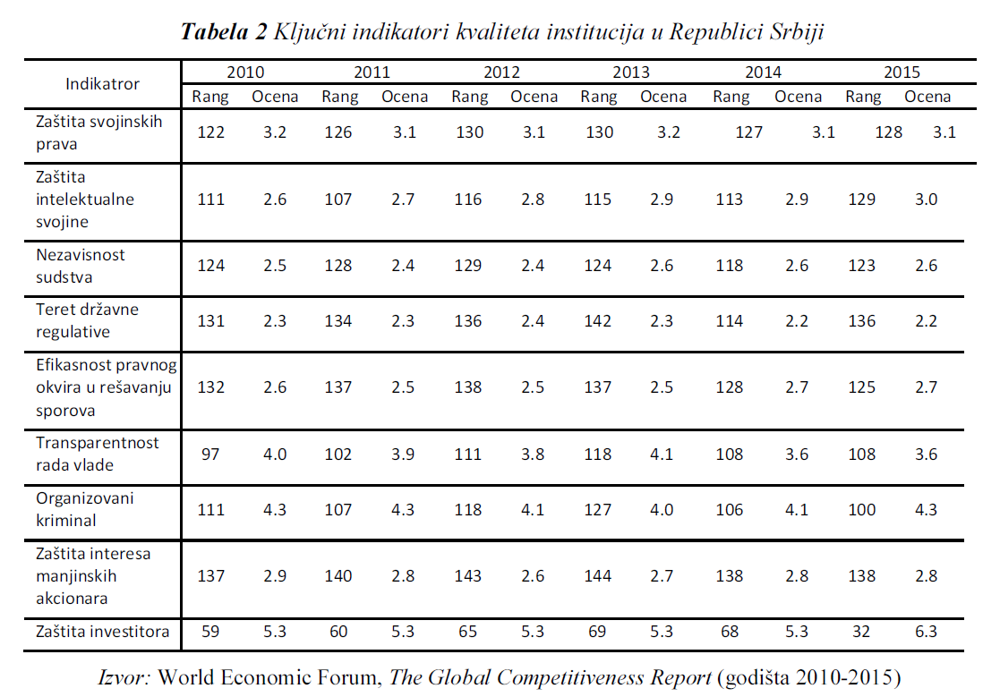 Tabela 2 Ključni indikatori kvaliteta institucija u Republici Srbiji
Indikatror 2010 2011 2012 2013 2014 2015
Rang Ocena Rang Ocena Rang Ocena Rang Ocena Rang Ocena Rang Ocena
Zaštita svojinskih
prava 122 3.2 126 3.1 130 3.1 130 3.2 127 3.1 128 3.1
Zaštita
intelektualne 111 2.6 107 2.7 116 2.8 115 2.9 113 2.9 129 3.0
svojine
Nezavisnost
sudstva 124 2.5 128 2.4 129 2.4 124 2.6 118 2.6 123 2.6
Teret državne
regulative 131 2.3 134 2.3 136 2.4 142 2.3 114 2.2 136 2.2
Efikasnost pravnog
okvira u rešavanju 132 2.6 137 2.5 138 2.5 137 2.5 128 2.7 125 2.7
sporova
Transparentnost
rada vlade 97 4.0 102 3.9 111 3.8 118 4.1 108 3.6 108 3.6
Organizovani
kriminal 111 4.3 107 4.3 118 4.1 127 4.0 106 4.1 100 4.3
Zaštita interesa
manjinskih 137 2.9 140 2.8 143 2.6 144 2.7 138 2.8 138 2.8
akcionara
Zaštita investitora 59 5.3 60 5.3 65 5.3 69 5.3 68 5.3 32 6.3
Izvor: World Economic Forum, The Global Competitiveness Report (godišta 2010-2015)